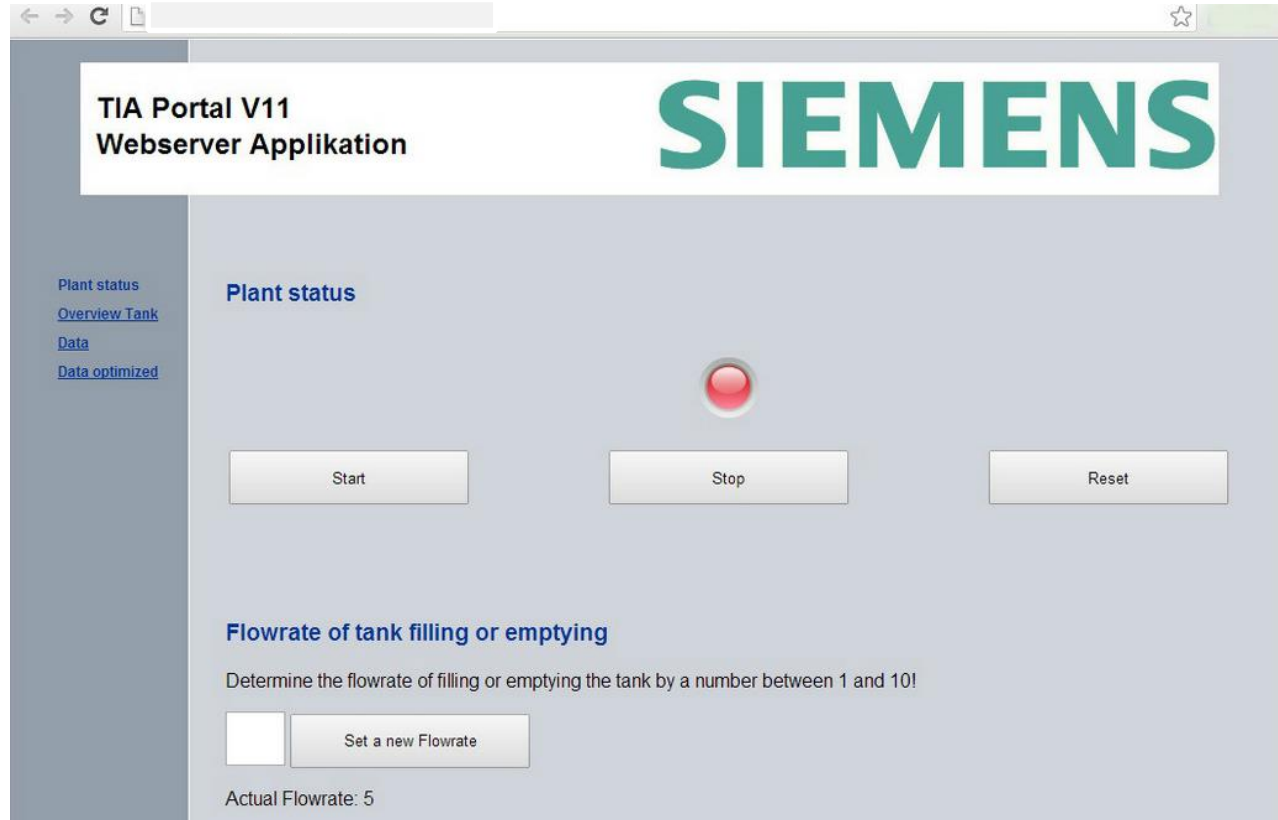 TIA Portal V11
Webserver Applikation
SIEMENS
Plant status
Overview Tank
Data
Data optimized
Plant status
Start
Stop
Reset
Flowrate of tank filling or emptying
Determine the flowrate of filling or emptying the tank by a number between 1 and 10!
Set a new Flowrate
Actual Flowrate: 5